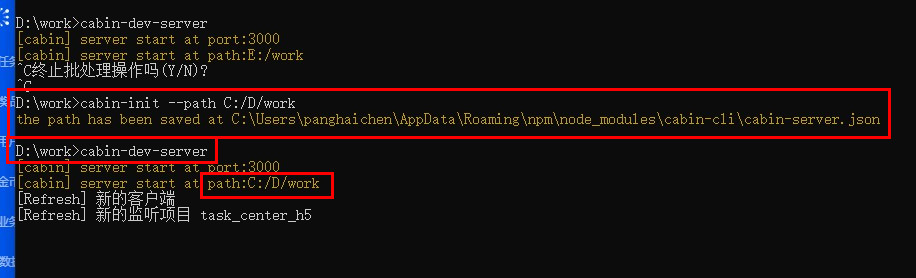 D:\work>cabin-dev-server
[cabin] server start at port:3000
[cabin] server start at path:E:/work
^C终止批处理操作吗(Y/N)?
^C
D:\work>cabin-init --path C:/D/work
the path has been saved at C:\Users\panghaichen\AppData\Roaming\npm\node_modules\cabin-cli\cabin-server.json
D:\work>cabin-dev-server
[cabin] server start at port:3000
[cabin] server start at path:C:/D/work
[Refresh] 新的客户端
[Refresh] 新的监听项目 task_center_h5